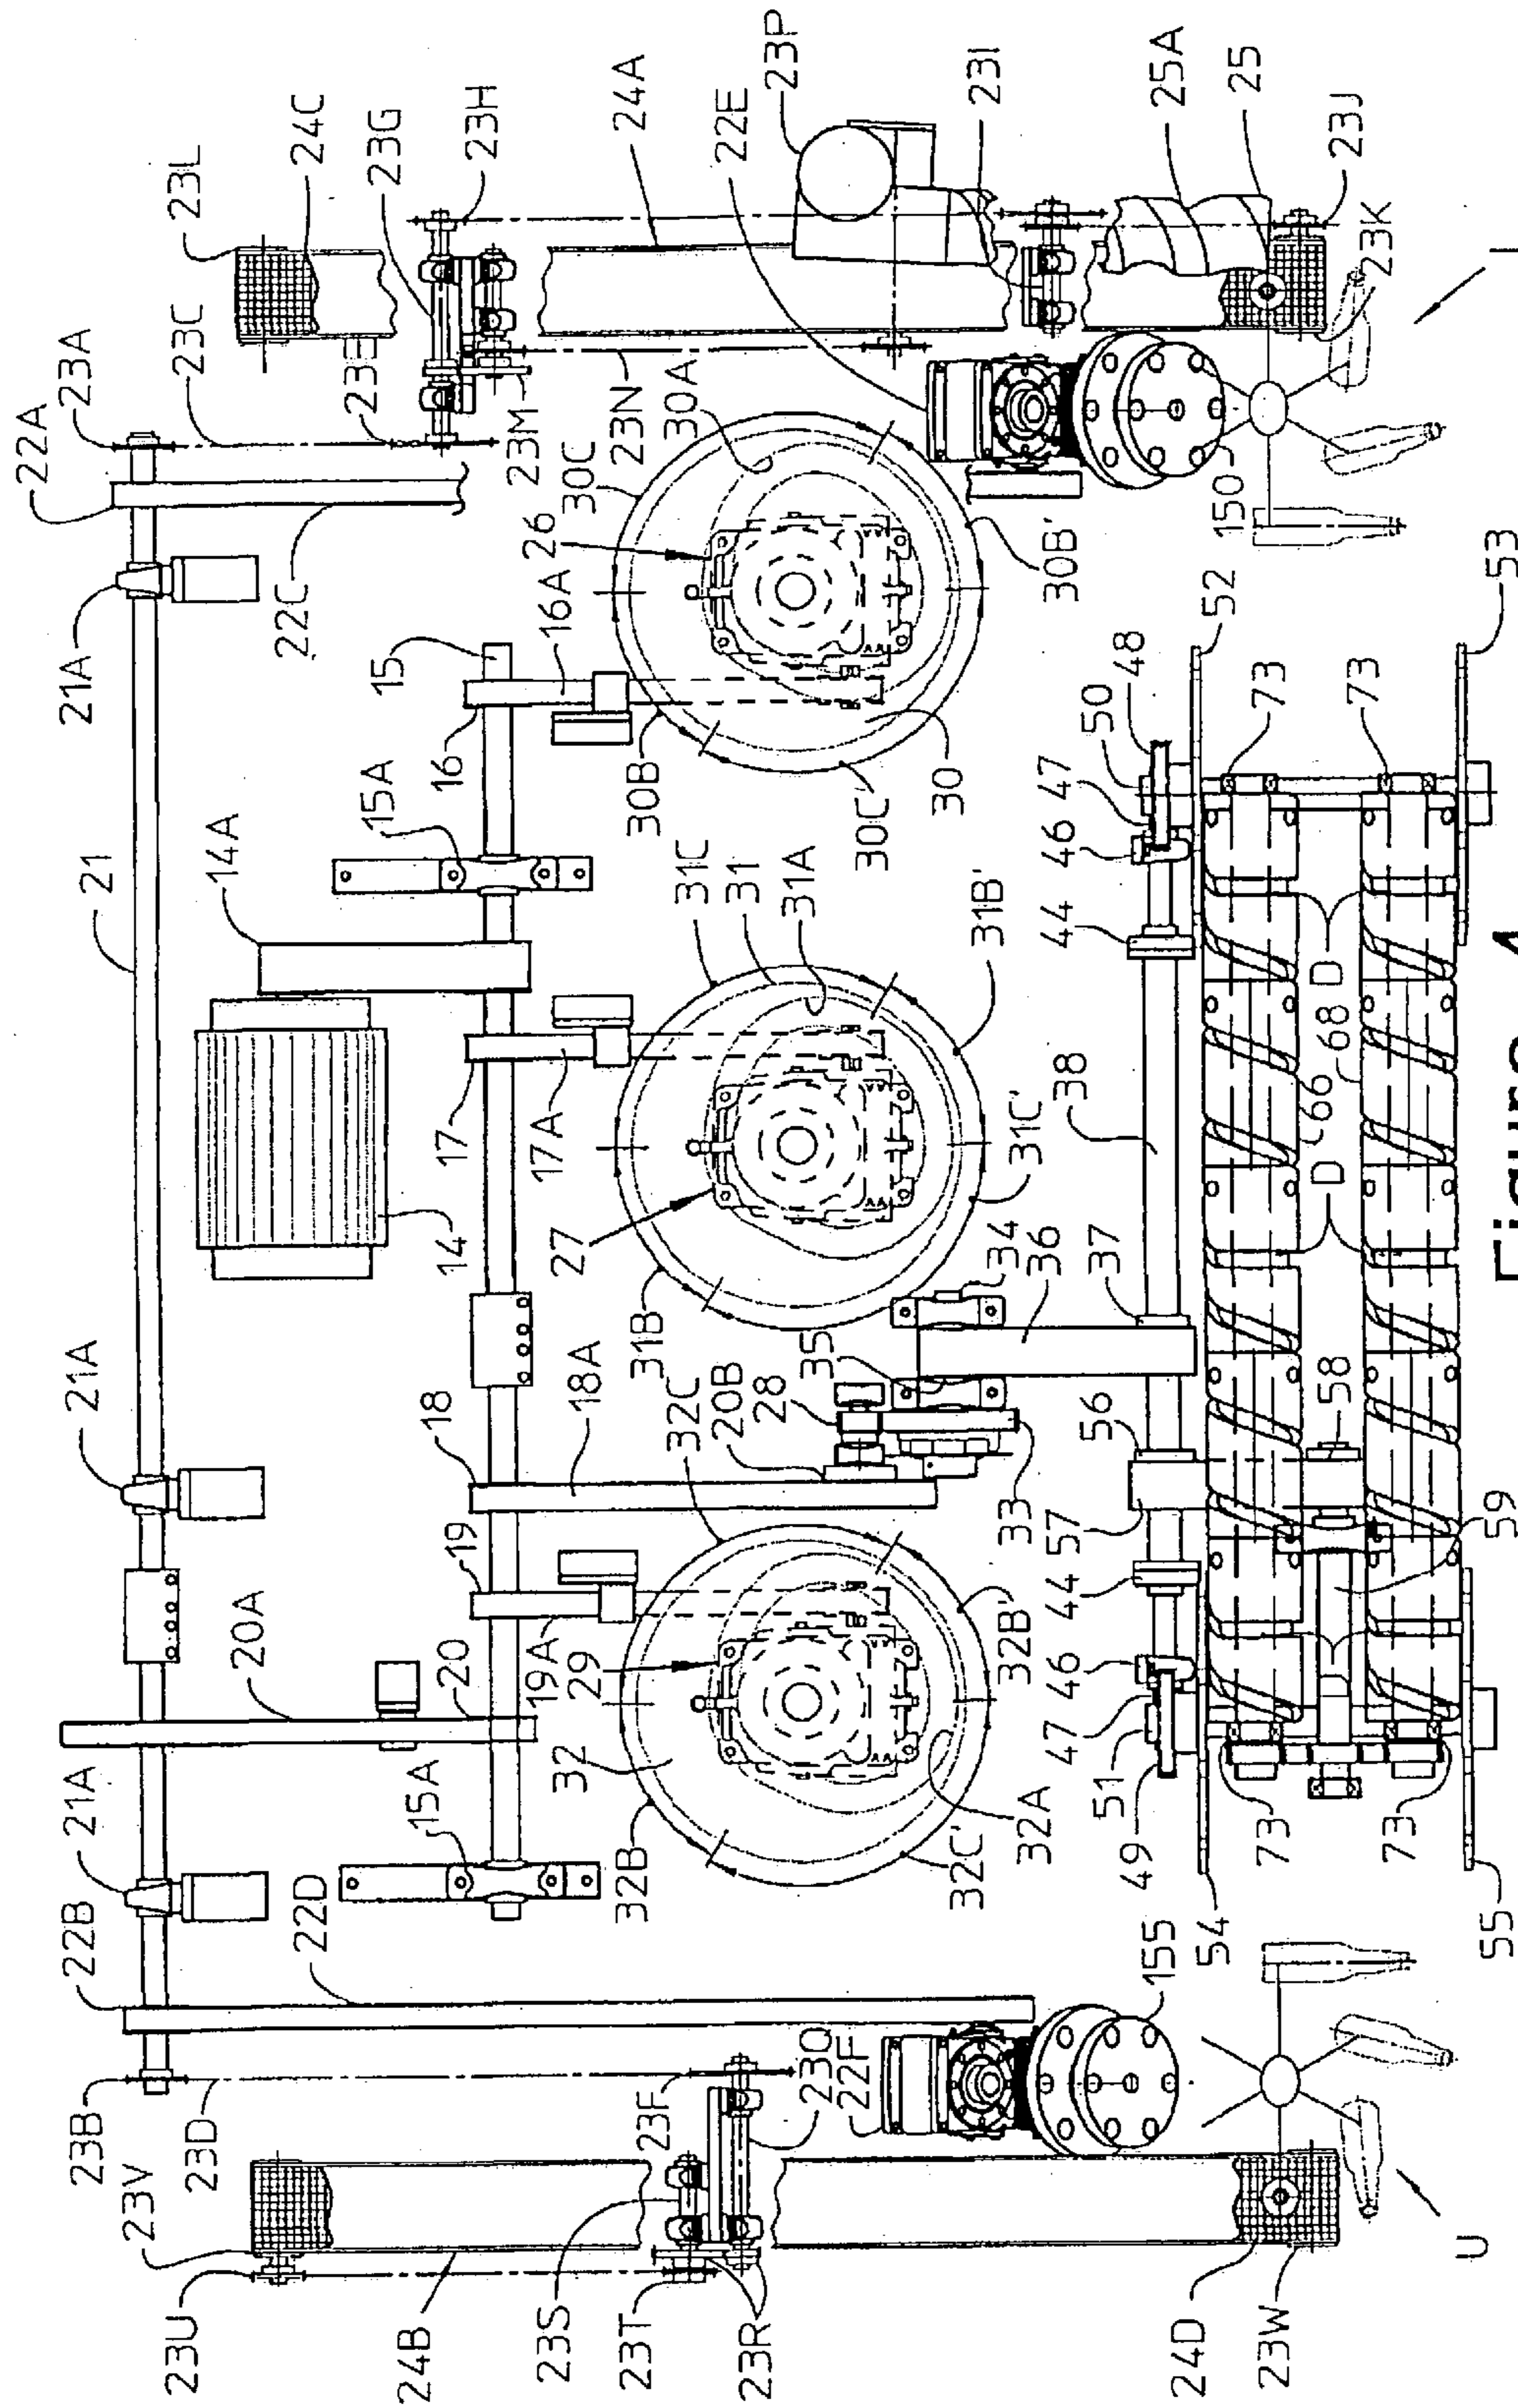 22A
23A
23C
23
23L
24C
23G
23H
24A
23P
22E
23I
25A
25
23J
23K
L
21A
22C
23M
23N
30A
30C
26
16A
15
16
30B
30C'
30
30B'
150
52
53
21
14A
15A
31C
31
31A
31B'
31C'
17
17A
14
27
31B
44
46
47
50
48
73
73
D
68
66
D
38
34
36
37
35
28
20B
33
56
58
59
57
44
46
47
51
49
73
73
54
55
21A
18
18A
32C
19
19A
29
20A
20
32
32B
32B'
32A
32C'
15A
21A
22B
22D
23B
23D
23V
23U
24B
23S
23T
23R
23F
23Q
22F
155
24D
23W
U
Figure 4